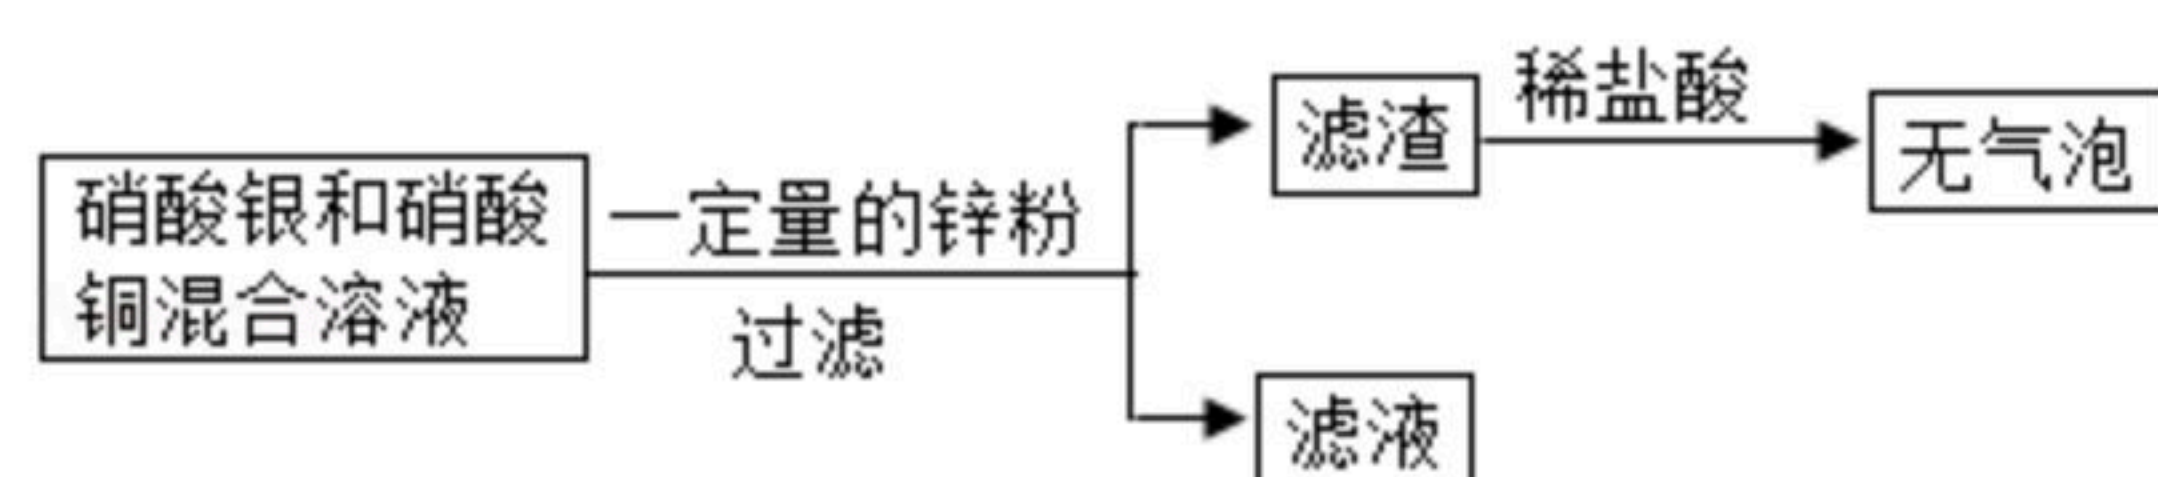 硝酸银和硝酸
铜混合溶液
一定量的锌粉
过滤
滤渣
稀盐酸
无气泡
滤液